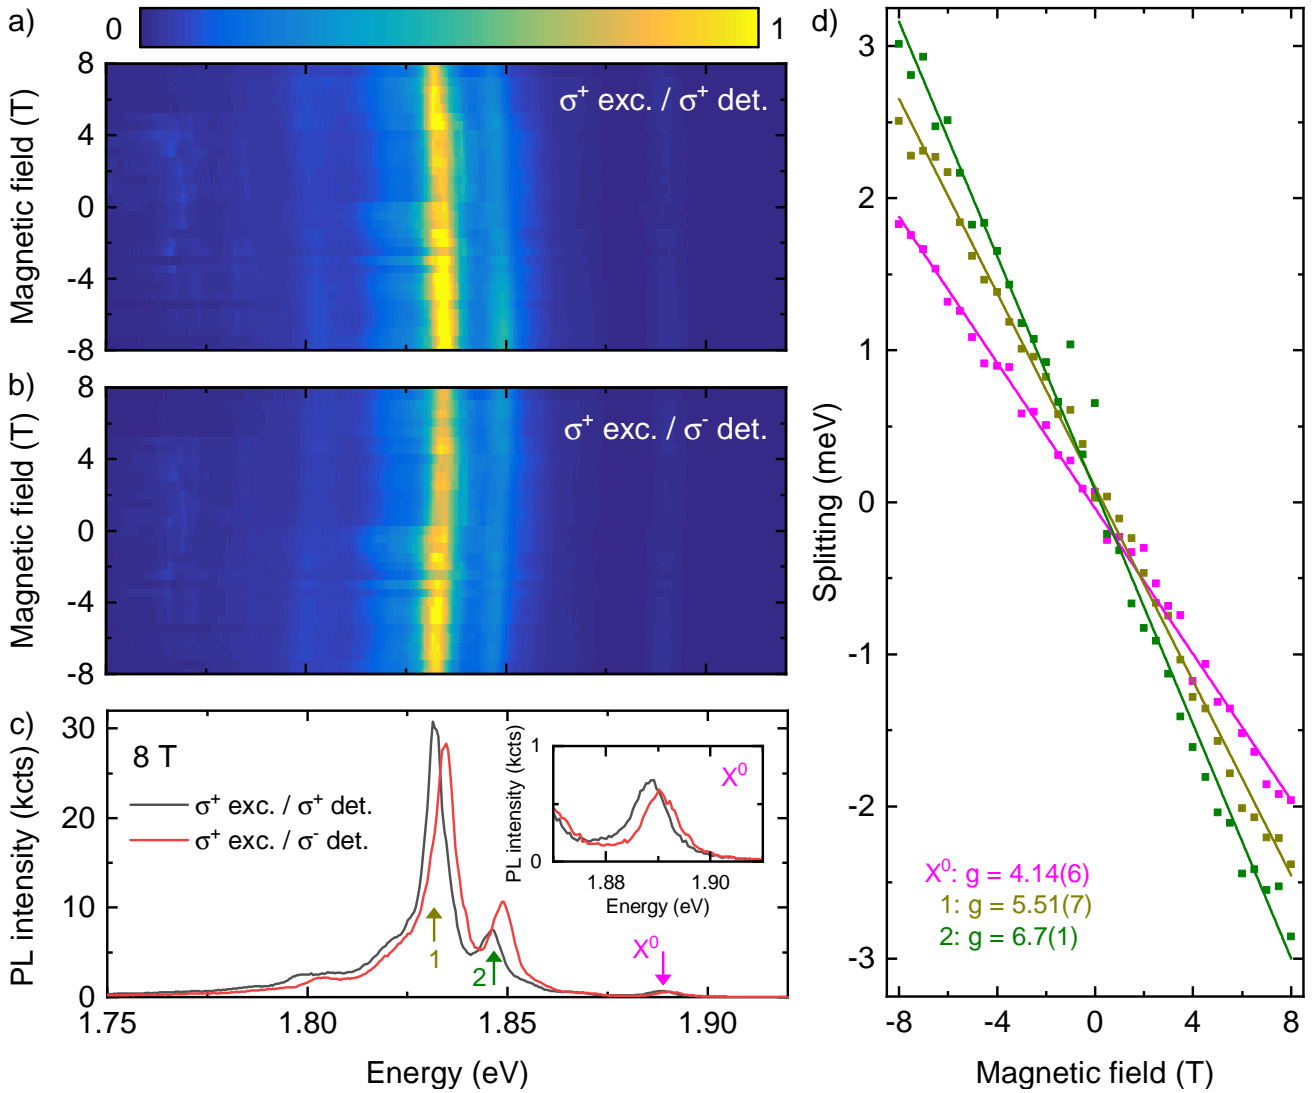 a)
0
1
8
4
0
-4
-8
Magnetic field (T)
σ⁺ exc. / σ⁺ det.
b)
8
4
0
-4
-8
Magnetic field (T)
σ⁺ exc. / σ⁻ det.
c)
30
20
10
0
PL intensity (kcts)
8 T
σ⁺ exc. / σ⁺ det.
σ⁺ exc. / σ⁻ det.
1
2
X⁰
1
0
PL intensity (kcts)
X⁰
1.88
1.90
Energy (eV)
1.75
1.80
1.85
1.90
Energy (eV)
d)
3
2
1
0
-1
-2
-3
Splitting (meV)
X⁰: g = 4.14(6)
1: g = 5.51(7)
2: g = 6.7(1)
-8
-4
0
4
8
Magnetic field (T)